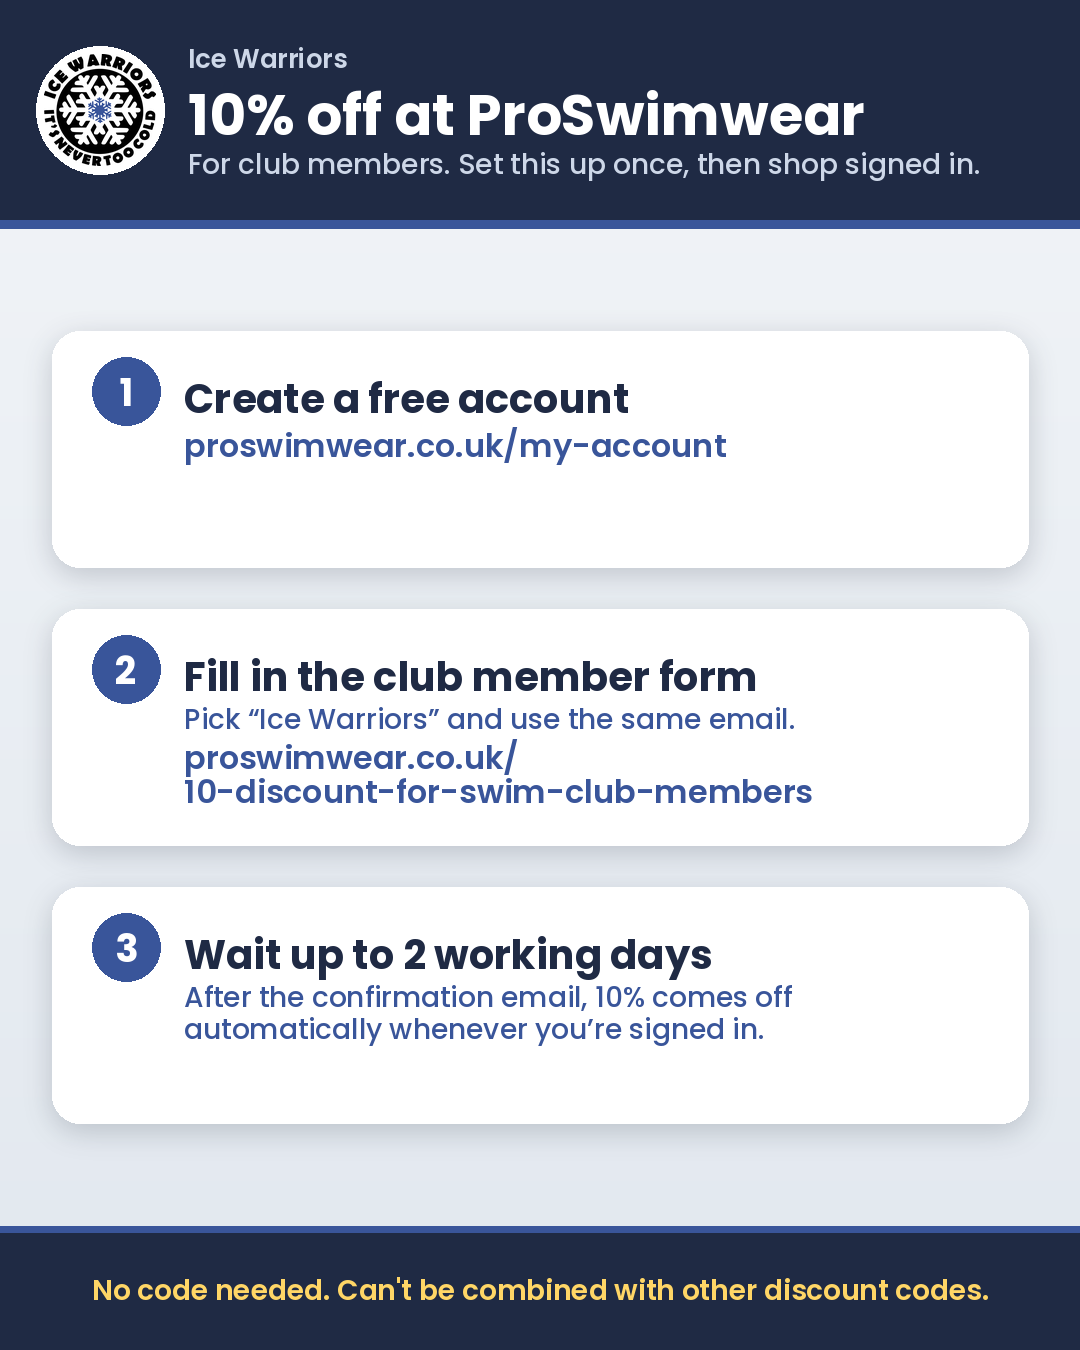 ICE WARRIORS
IT'S NEVER TOO COLD
Ice Warriors
10% off at ProSwimwear
For club members. Set this up once, then shop signed in.
1
Create a free account
proswimwear.co.uk/my-account
2
Fill in the club member form
Pick “Ice Warriors” and use the same email.
proswimwear.co.uk/
10-discount-for-swim-club-members
3
Wait up to 2 working days
After the confirmation email, 10% comes off
automatically whenever you’re signed in.
No code needed. Can't be combined with other discount codes.